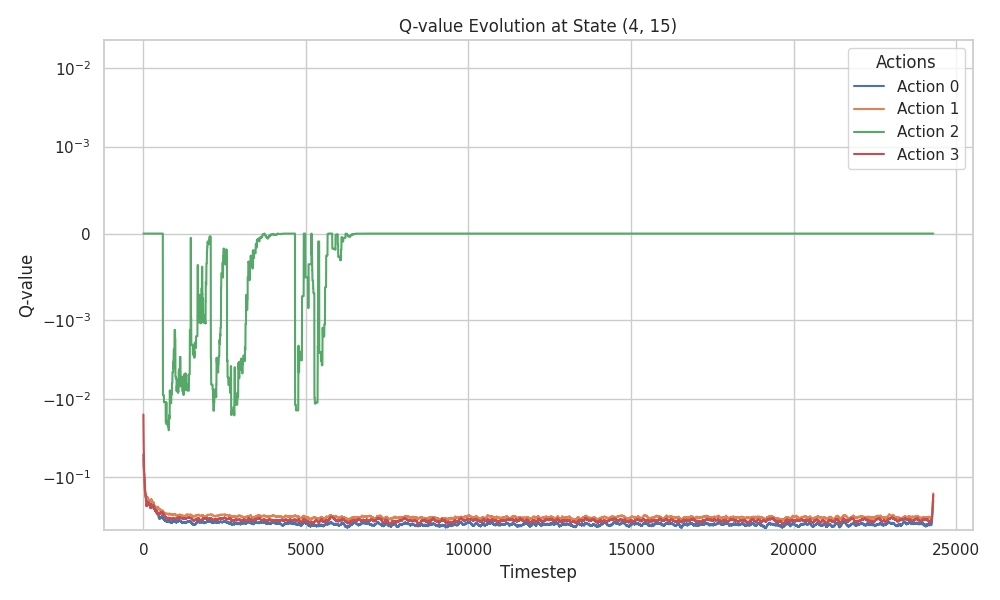 Q-value Evolution at State (4, 15)
Q-value
10⁻²
10⁻³
0
−10⁻³
−10⁻²
−10⁻¹
Actions
Action 0
Action 1
Action 2
Action 3
0
5000
10000
15000
20000
25000
Timestep